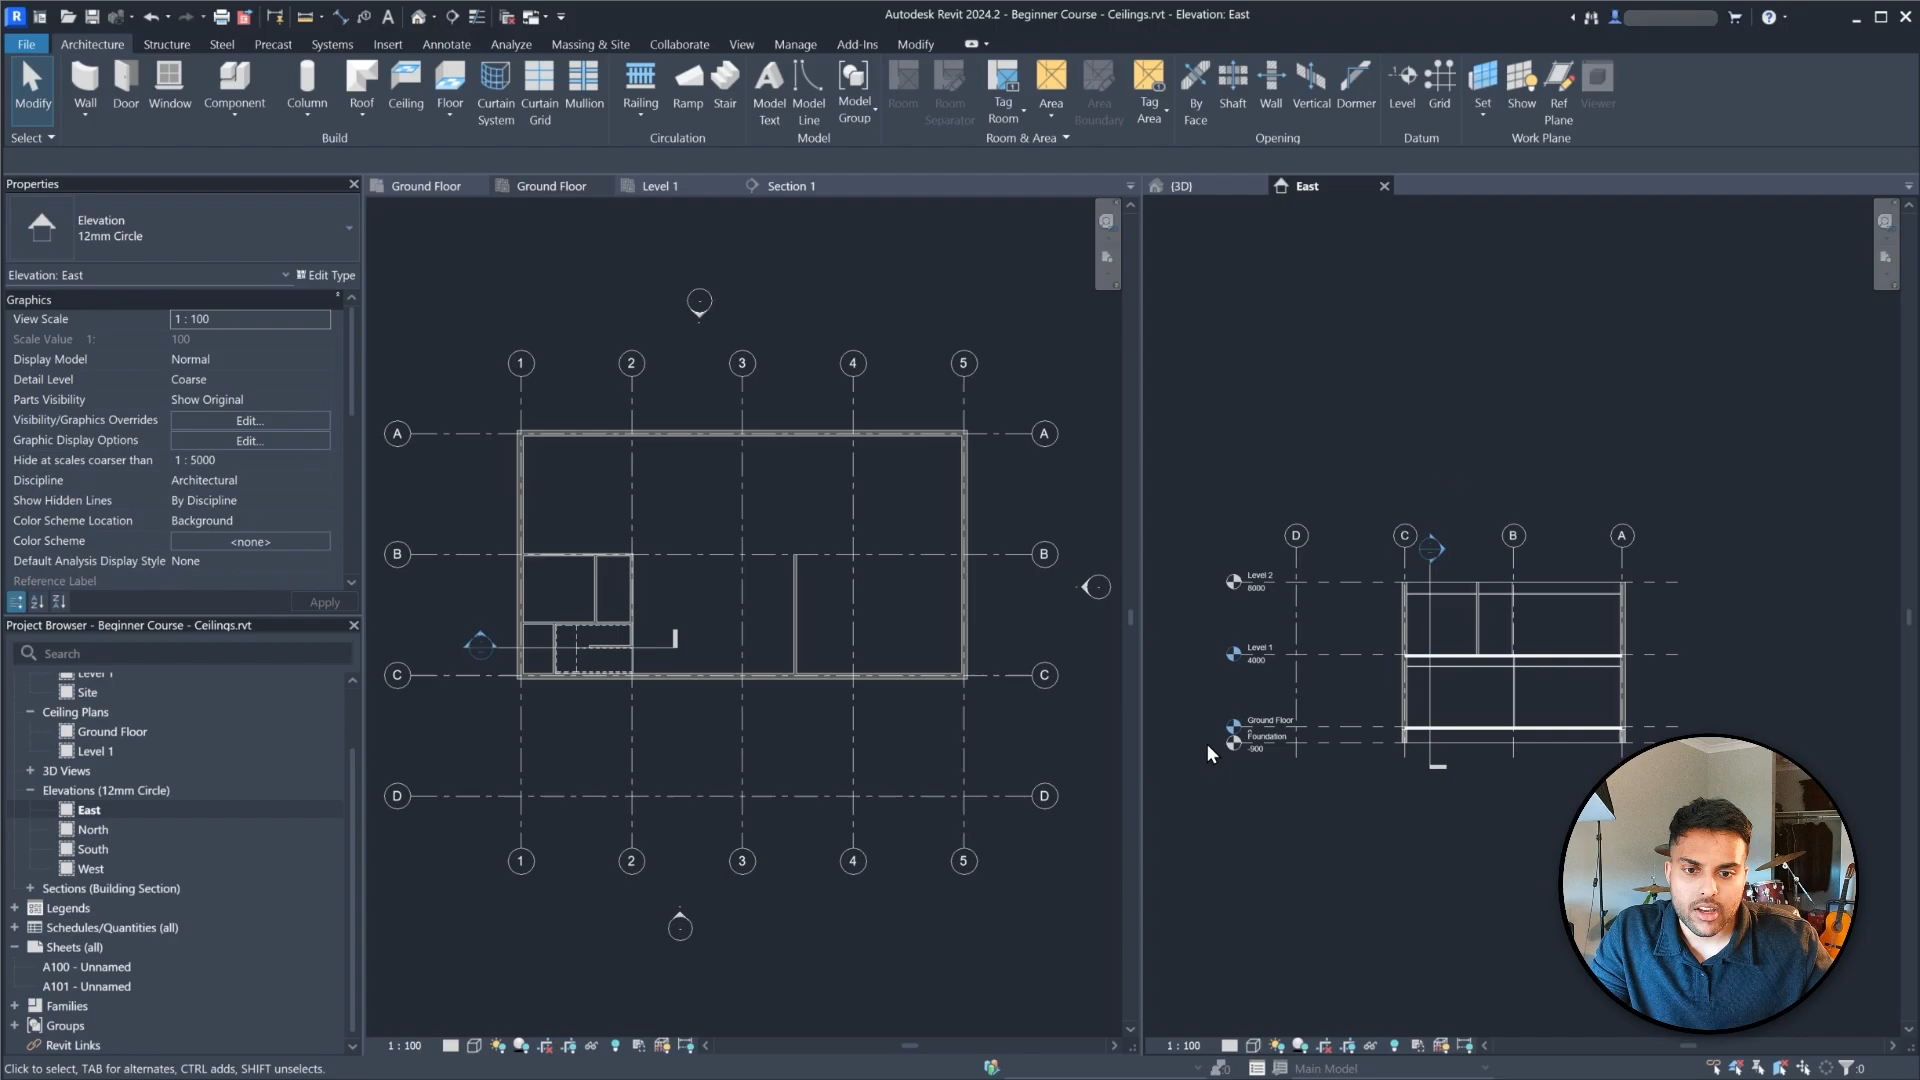 Autodesk Revit 2024.2 - Beginner Course - Ceilings.rvt - Elevation: East
File Architecture Structure Steel Precast Systems Insert Annotate Analyze Massing & Site Collaborate View Manage Add-Ins Modify
Modify
Wall
Door
Window
Component
Column
Roof
Ceiling
Floor
Curtain System
Curtain Grid
Mullion
Railing
Ramp
Stair
Model Text
Model Line
Model Group
Room
Room Separator
Tag Room
Area
Area Boundary
Tag Area
By Face
Shaft
Wall
Vertical
Dormer
Level
Grid
Set
Show
Ref Plane
Viewer
Select
Build
Circulation
Model
Room & Area
Opening
Datum
Work Plane
Properties
Elevation
12mm Circle
Elevation: East
Edit Type
Graphics
View Scale 1 : 100
Scale Value 1: 100
Display Model Normal
Detail Level Coarse
Parts Visibility Show Original
Visibility/Graphics Overrides Edit...
Graphic Display Options Edit...
Hide at scales coarser than 1 : 5000
Discipline Architectural
Show Hidden Lines By Discipline
Color Scheme Location Background
Color Scheme <none>
Default Analysis Display Style None
Reference Label
Apply
Project Browser - Beginner Course - Ceilings.rvt
Search
Level 1
Site
Ceiling Plans
Ground Floor
Level 1
3D Views
Elevations (12mm Circle)
East
North
South
West
Sections (Building Section)
Legends
Schedules/Quantities (all)
Sheets (all)
A100 - Unnamed
A101 - Unnamed
Families
Groups
Revit Links
Ground Floor
Ground Floor
Level 1
Section 1
1 2 3 4 5
A A
B B
C C
D D
1 2 3 4 5
1 : 100
{3D}
East
D C B A
Level 2
8000
Level 1
4000
Ground Floor
Foundation
-900
1 : 100
Click to select, TAB for alternates, CTRL adds, SHIFT unselects.
Main Model
:0